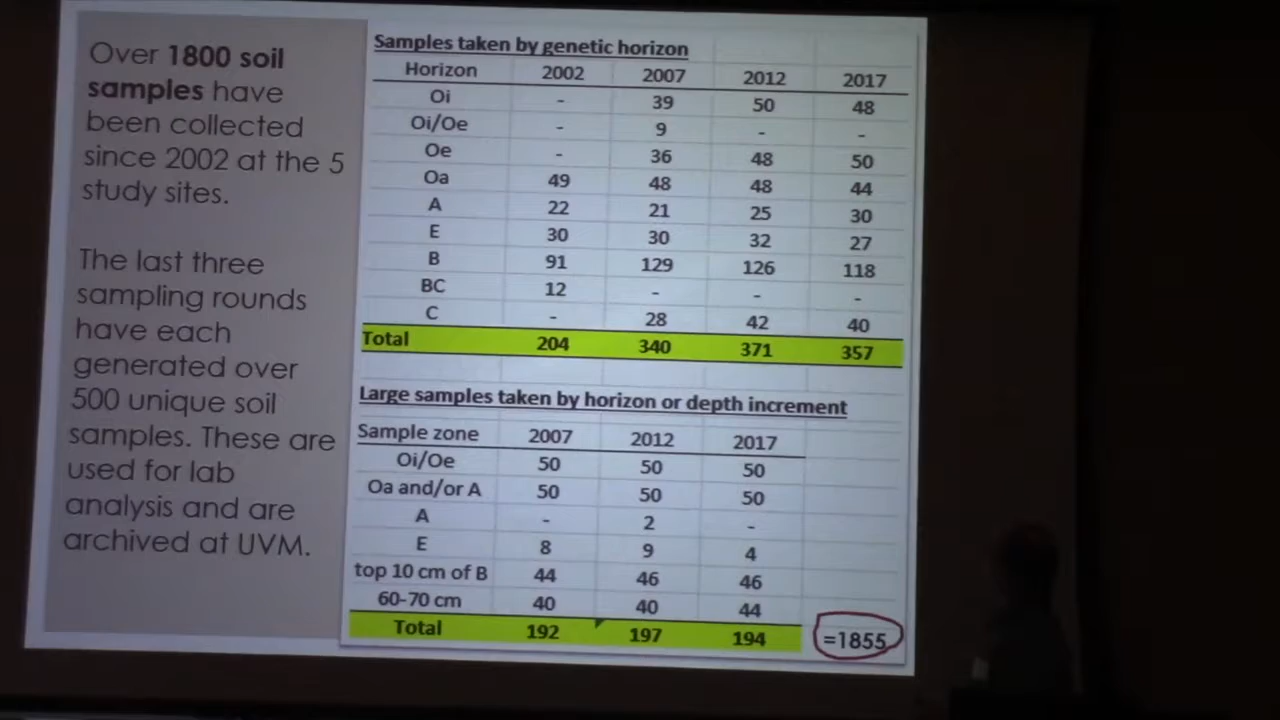 Over 1800 soil
samples have
been collected
since 2002 at the 5
study sites.
The last three
sampling rounds
have each
generated over
500 unique soil
samples. These are
used for lab
analysis and are
archived at UVM.
Samples taken by genetic horizon
Horizon 2002 2007 2012 2017
Oi - 39 50 48
Oi/Oe - 9 - -
Oe - 36 48 50
Oa 49 48 48 44
A 22 21 25 30
E 30 30 32 27
B 91 129 126 118
BC 12 - - -
C - 28 42 40
Total 204 340 371 357
Large samples taken by horizon or depth increment
Sample zone 2007 2012 2017
Oi/Oe 50 50 50
Oa and/or A 50 50 50
A - 2 -
E 8 9 4
top 10 cm of B 44 46 46
60-70 cm 40 40 44
Total 192 197 194 =1855